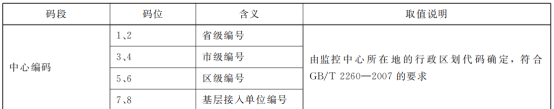 码段 码位 含义 取值说明
中心编码
1、2 省级编号
3、4 市级编号
5、6 区级编号
7、8 基层接入单位编号
由监控中心所在地的行政区划代码确定，符合
GB/T 2260—2007 的要求